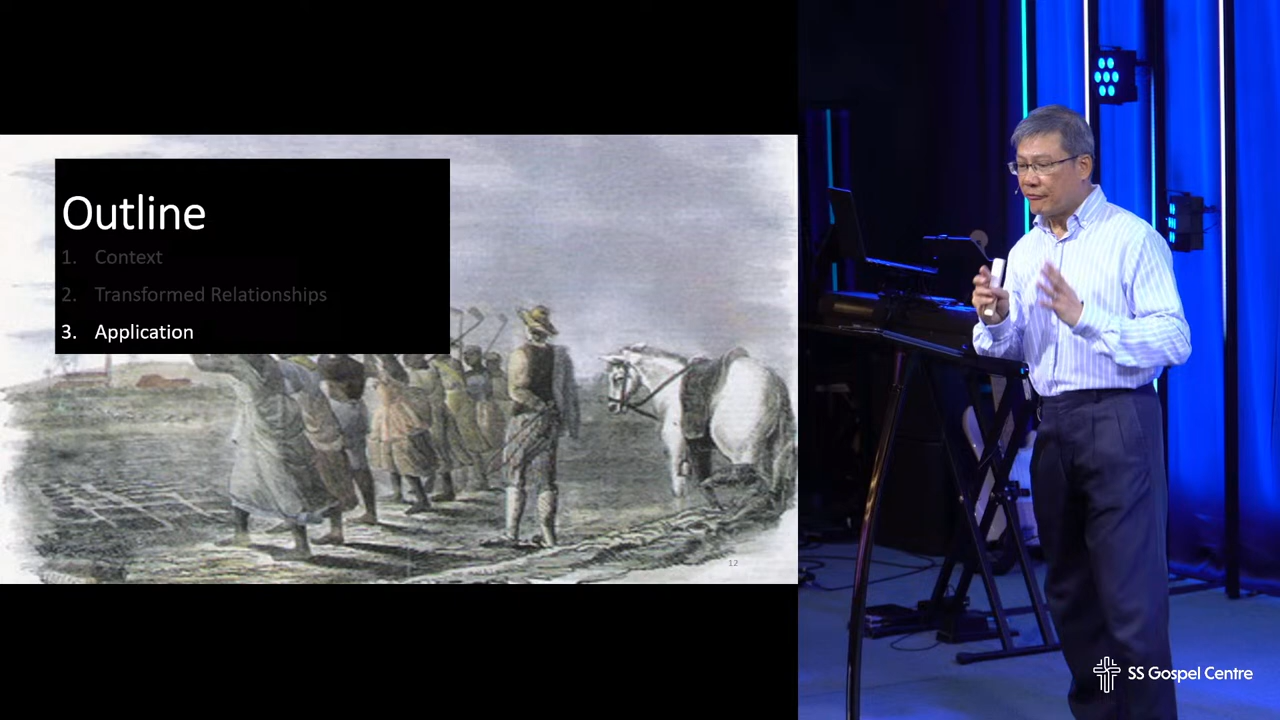 Outline
1. Context
2. Transformed Relationships
3. Application
12
SS Gospel Centre